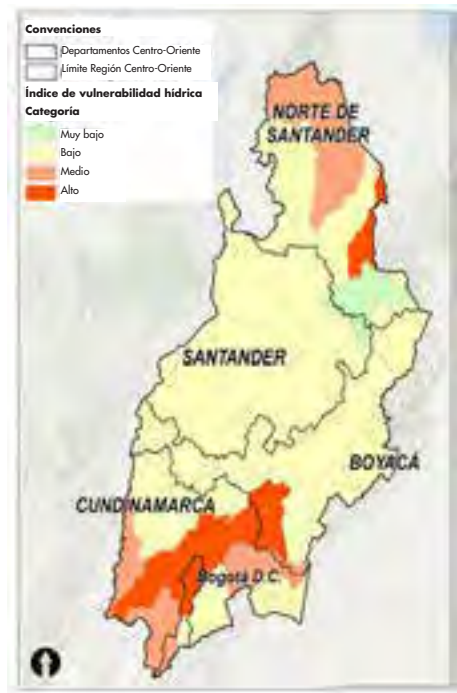 Convenciones
Departamentos Centro-Oriente
Límite Región Centro-Oriente
Índice de vulnerabilidad hídrica
Categoría
Muy bajo
Bajo
Medio
Alto
NORTE DE
SANTANDER
SANTANDER
BOYACÁ
CUNDINAMARCA
Bogotá D.C.